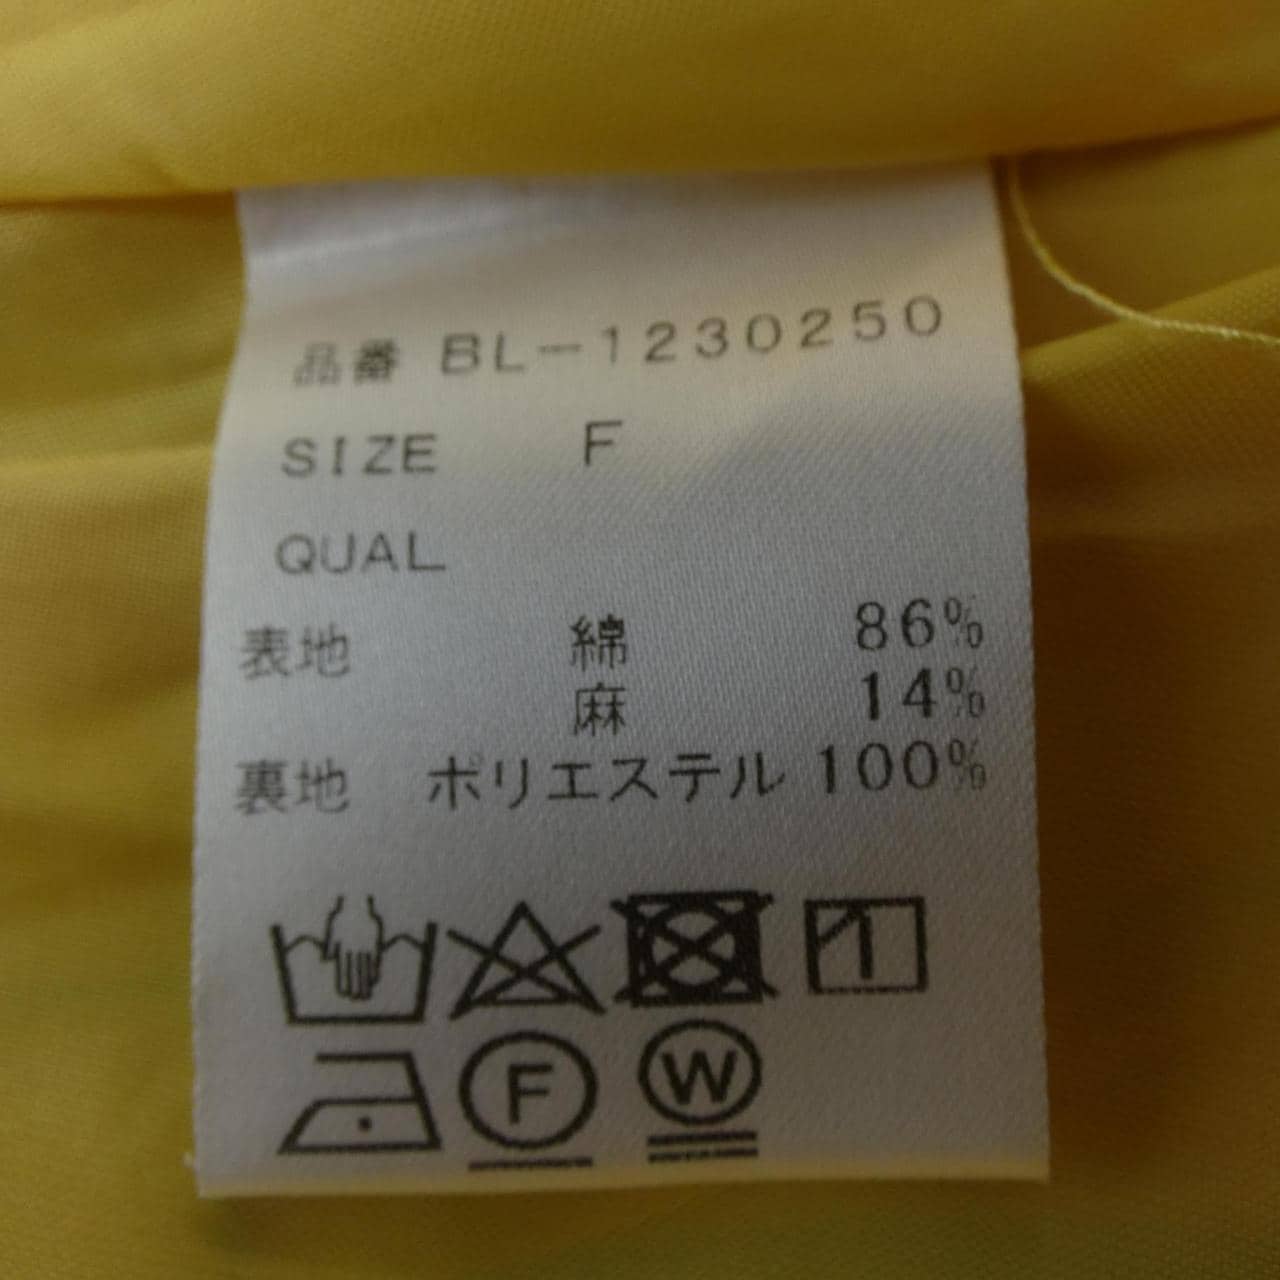 品番 BL-1230250
SIZE F
QUAL
表地 綿 86%
麻 14%
裏地 ポリエステル 100%
F W